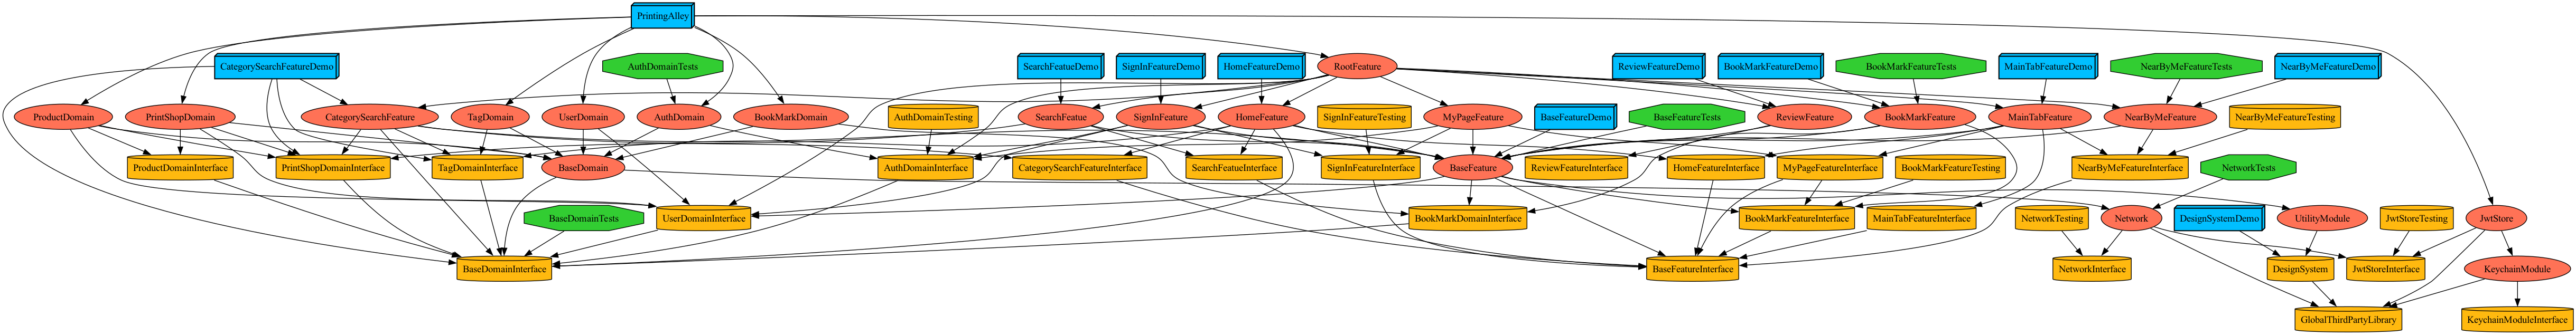 PrintingAlley
CategorySearchFeatureDemo
AuthDomainTests
SearchFeatueDemo
SignInFeatureDemo
HomeFeatureDemo
RootFeature
ReviewFeatureDemo
BookMarkFeatureDemo
BookMarkFeatureTests
MainTabFeatureDemo
NearByMeFeatureTests
NearByMeFeatureDemo
ProductDomain
PrintShopDomain
CategorySearchFeature
TagDomain
UserDomain
AuthDomain
BookMarkDomain
AuthDomainTesting
SearchFeatue
SignInFeature
HomeFeature
SignInFeatureTesting
MyPageFeature
BaseFeatureDemo
BaseFeatureTests
ReviewFeature
BookMarkFeature
MainTabFeature
NearByMeFeature
NearByMeFeatureTesting
ProductDomainInterface
PrintShopDomainInterface
TagDomainInterface
BaseDomain
AuthDomainInterface
CategorySearchFeatureInterface
SearchFeatueInterface
SignInFeatureInterface
BaseFeature
ReviewFeatureInterface
HomeFeatureInterface
MyPageFeatureInterface
BookMarkFeatureTesting
NearByMeFeatureInterface
NetworkTests
BaseDomainTests
UserDomainInterface
BookMarkDomainInterface
BookMarkFeatureInterface
MainTabFeatureInterface
NetworkTesting
Network
DesignSystemDemo
UtilityModule
JwtStoreTesting
JwtStore
BaseDomainInterface
BaseFeatureInterface
NetworkInterface
DesignSystem
JwtStoreInterface
KeychainModule
GlobalThirdPartyLibrary
KeychainModuleInterface